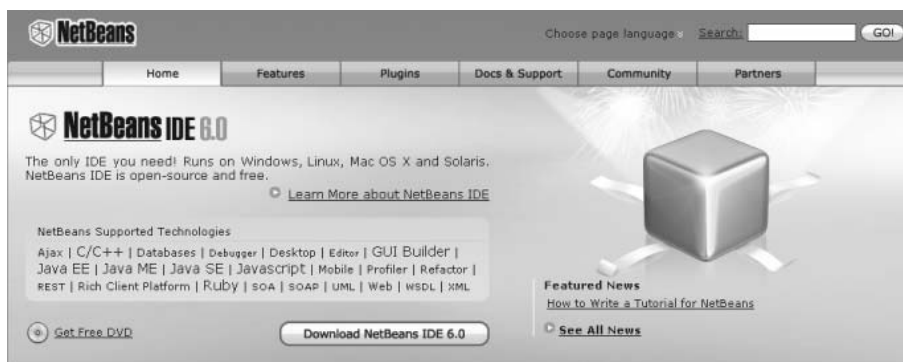 NetBeans
Choose page language
Search:
GO!
Home
Features
Plugins
Docs & Support
Community
Partners
NetBeans IDE 6.0
The only IDE you need! Runs on Windows, Linux, Mac OS X and Solaris.
NetBeans IDE is open-source and free.
Learn More about NetBeans IDE
NetBeans Supported Technologies
Ajax | C/C++ | Databases | Debugger | Desktop | Editor | GUI Builder |
Java EE | Java ME | Java SE | Javascript | Mobile | Profiler | Refactor |
REST | Rich Client Platform | Ruby | SOA | SOAP | UML | Web | WSDL | XML
Get Free DVD
Download NetBeans IDE 6.0
Featured News
How to Write a Tutorial for NetBeans
See All News